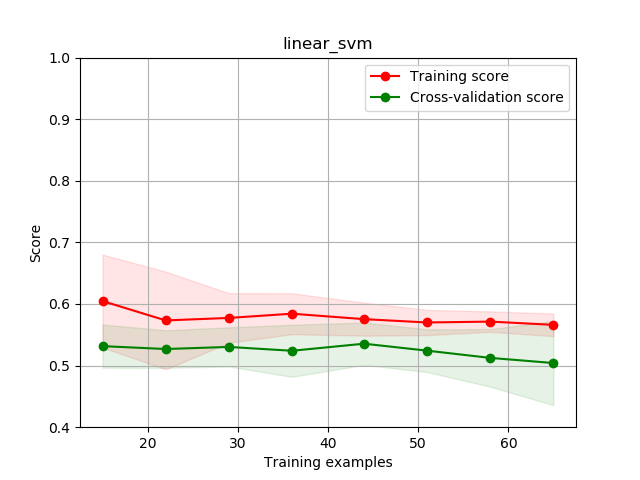 linear_svm
1.0
0.9
0.8
0.7
0.6
0.5
0.4
Score
Training score
Cross-validation score
20 30 40 50 60
Training examples